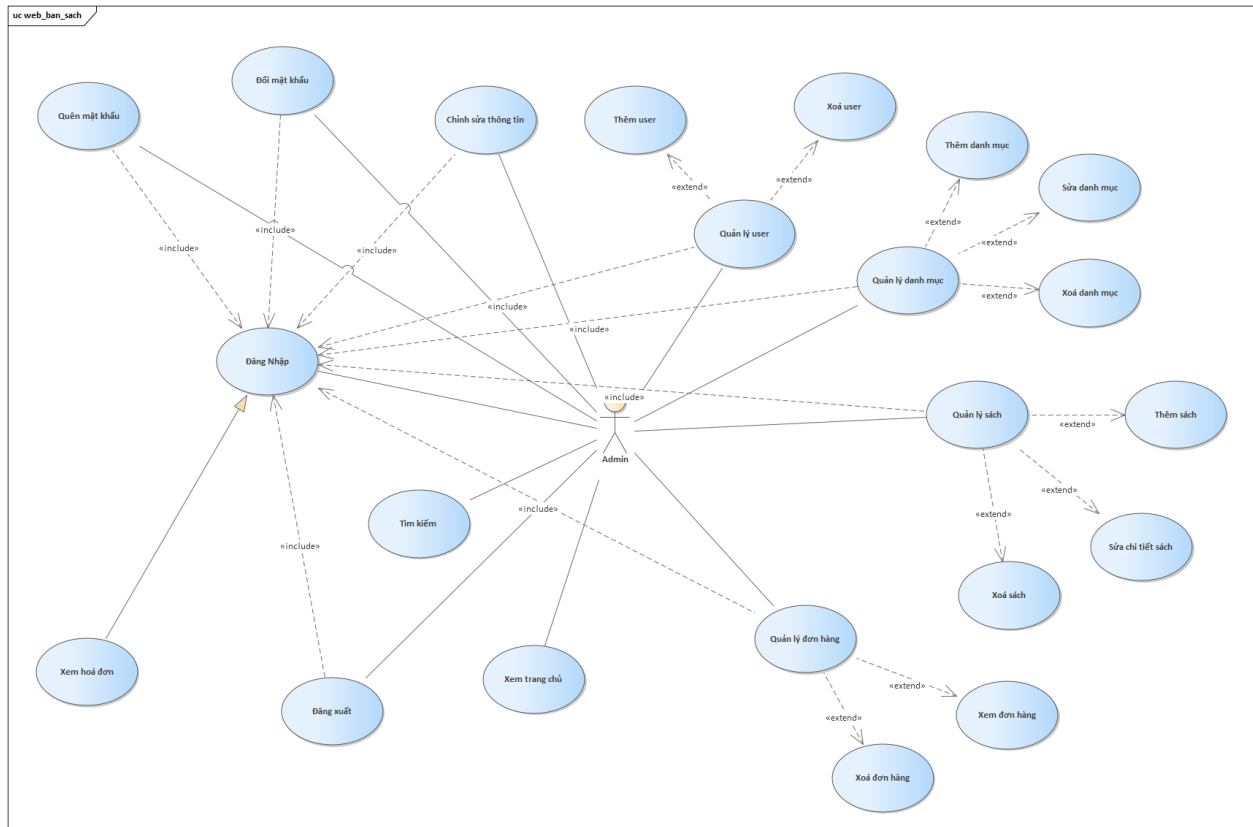 uc web_ban_sach
Quên mật khẩu
Đổi mật khẩu
Chỉnh sửa thông tin
Thêm user
Xoá user
Thêm danh mục
Sửa danh mục
«extend»
«extend»
«extend»
«extend»
Quản lý user
«include»
«include»
«include»
Quản lý danh mục
Xoá danh mục
«extend»
«include»
«include»
Đăng Nhập
«include»
Quản lý sách
Thêm sách
«extend»
Admin
«extend»
«include»
«extend»
Tìm kiếm
«include»
Sửa chi tiết sách
Xoá sách
Quản lý đơn hàng
Xem hoá đơn
Xem trang chủ
«extend»
Đăng xuất
Xem đơn hàng
«extend»
Xoá đơn hàng